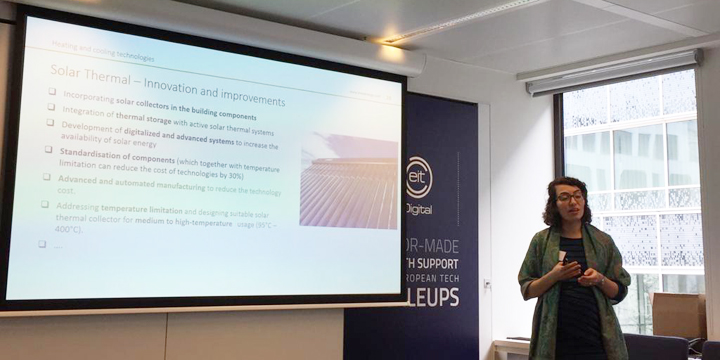 Heating and cooling technologies
Solar Thermal – Innovation and improvements
❑ Incorporating solar collectors in the building components
❑ Integration of thermal storage with active solar thermal systems
❑ Development of digitalized and advanced systems to increase the
availability of solar energy
❑ Standardisation of components (which together with temperature
limitation can reduce the cost of technologies by 30%)
❑ Advanced and automated manufacturing to reduce the technology
cost.
❑ Addressing temperature limitation and designing suitable solar
thermal collector for medium to high-temperature usage (95°C –
400°C).
❑ ...
eit
Digital
OR-MADE
TH SUPPORT
ROPEAN TECH
LEUPS